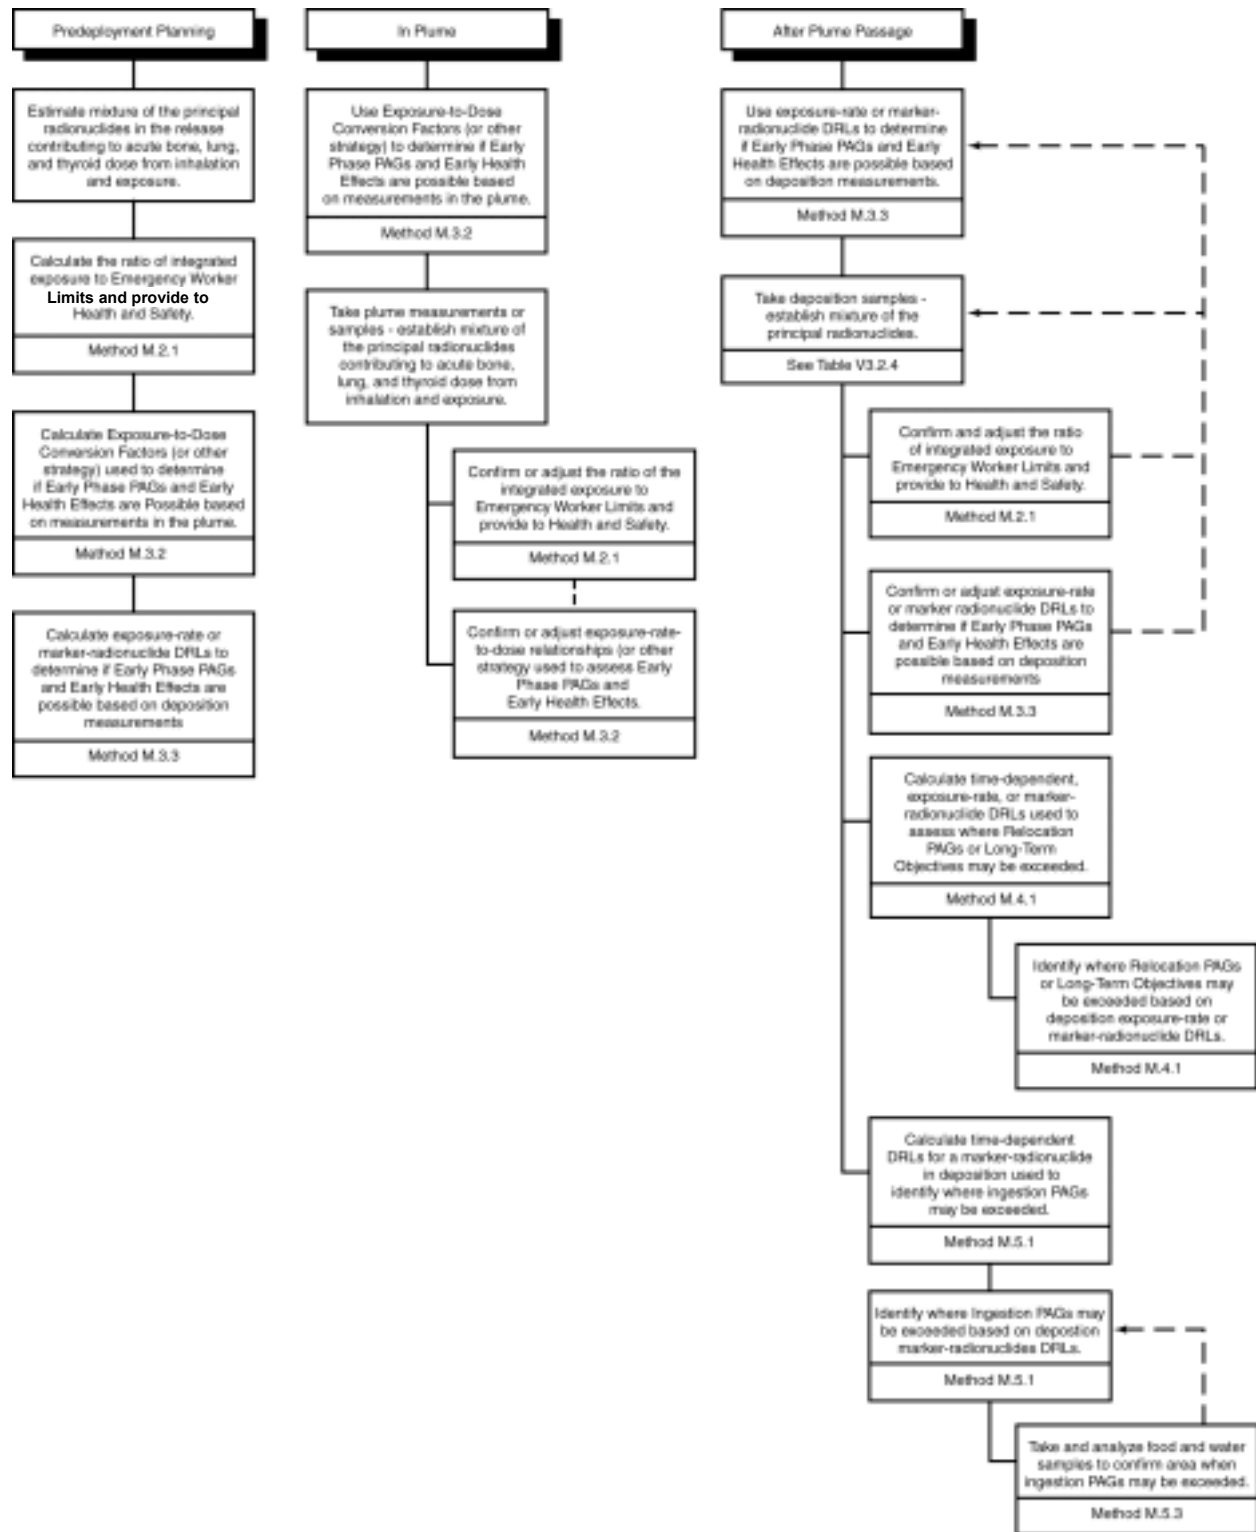 Predeployment Planning
Estimate mixture of the principal
radionuclides in the release
contributing to acute bone, lung,
and thyroid dose from inhalation
and exposure.
Calculate the ratio of integrated
exposure to Emergency Worker
Limits and provide to
Health and Safety.
Method M.2.1
Calculate Exposure-to-Dose
Conversion Factors (or other
strategy) used to determine
if Early Phase PAGs and Early
Health Effects are Possible based
on measurements in the plume.
Method M.3.2
Calculate exposure-rate or
marker-radionuclide DRLs to
determine if Early Phase PAGs
and Early Health Effects are
possible based on deposition
measurements
Method M.3.3
In Plume
Use Exposure-to-Dose
Conversion Factors (or other
strategy) to determine if Early
Phase PAGs and Early Health
Effects are possible based
on measurements in the plume.
Method M.3.2
Take plume measurements or
samples - establish mixture of
the principal radionuclides
contributing to acute bone,
lung, and thyroid dose from
inhalation and exposure.
Confirm or adjust the ratio of the
integrated exposure to
Emergency Worker Limits and
provide to Health and Safety.
Method M.2.1
Confirm or adjust exposure-rate-
to-dose relationships (or other
strategy used to assess Early
Phase PAGs and
Early Health Effects.
Method M.3.2
After Plume Passage
Use exposure-rate or marker-
radionuclide DRLs to determine
if Early Phase PAGs and Early
Health Effects are possible based
on deposition measurements.
Method M.3.3
Take deposition samples -
establish mixture of the
principal radionuclides.
See Table V3.2.4
Confirm and adjust the ratio
of integrated exposure to
Emergency Worker Limits and
provide to Health and Safety.
Method M.2.1
Confirm or adjust exposure-rate
or marker radionuclide DRLs to
determine if Early Phase PAGs
and Early Health Effects are
possible based on deposition
measurements
Method M.3.3
Calculate time-dependent,
exposure-rate, or marker-
radionuclide DRLs used to
assess where Relocation
PAGs or Long-Term
Objectives may be exceeded.
Method M.4.1
Identify where Relocation PAGs
or Long-Term Objectives may
be exceeded based on
deposition exposure-rate or
marker-radionuclide DRLs.
Method M.4.1
Calculate time-dependent
DRLs for a marker-radionuclide
in deposition used to
identify where ingestion PAGs
may be exceeded.
Method M.5.1
Identify where Ingestion PAGs may
be exceeded based on depostion
marker-radionuclides DRLs.
Method M.5.1
Take and analyze food and water
samples to confirm area when
ingestion PAGs may be exceeded.
Method M.5.3